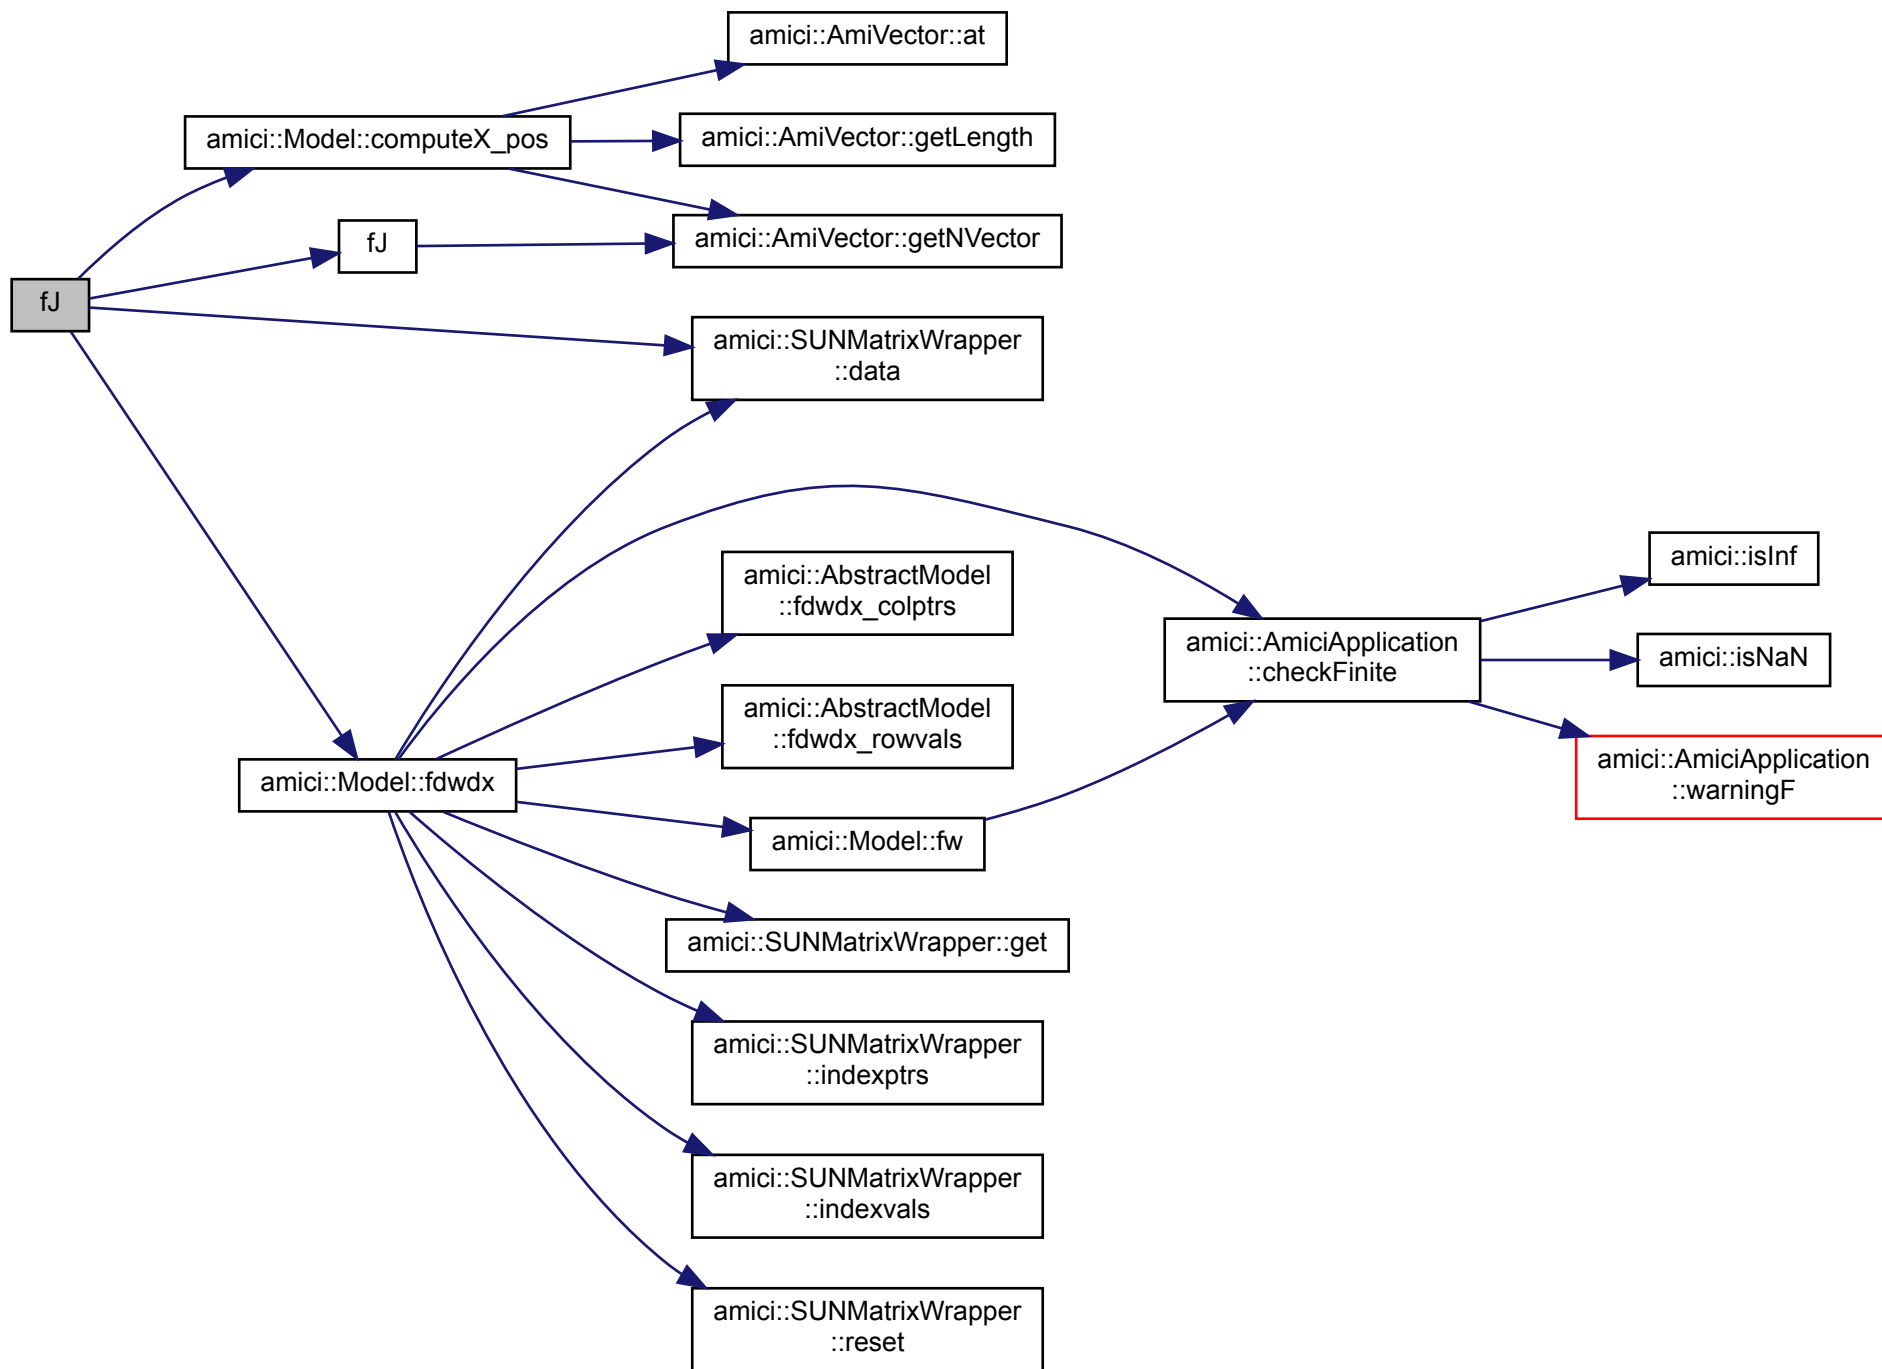 amici::AmiVector::at
amici::Model::computeX_pos
amici::AmiVector::getLength
fJ
amici::AmiVector::getNVector
fJ
amici::SUNMatrixWrapper
::data
amici::AbstractModel
::fdwdx_colptrs
amici::isInf
amici::AmiciApplication
::checkFinite
amici::isNaN
amici::AbstractModel
::fdwdx_rowvals
amici::Model::fdwdx
amici::AmiciApplication
::warningF
amici::Model::fw
amici::SUNMatrixWrapper::get
amici::SUNMatrixWrapper
::indexptrs
amici::SUNMatrixWrapper
::indexvals
amici::SUNMatrixWrapper
::reset